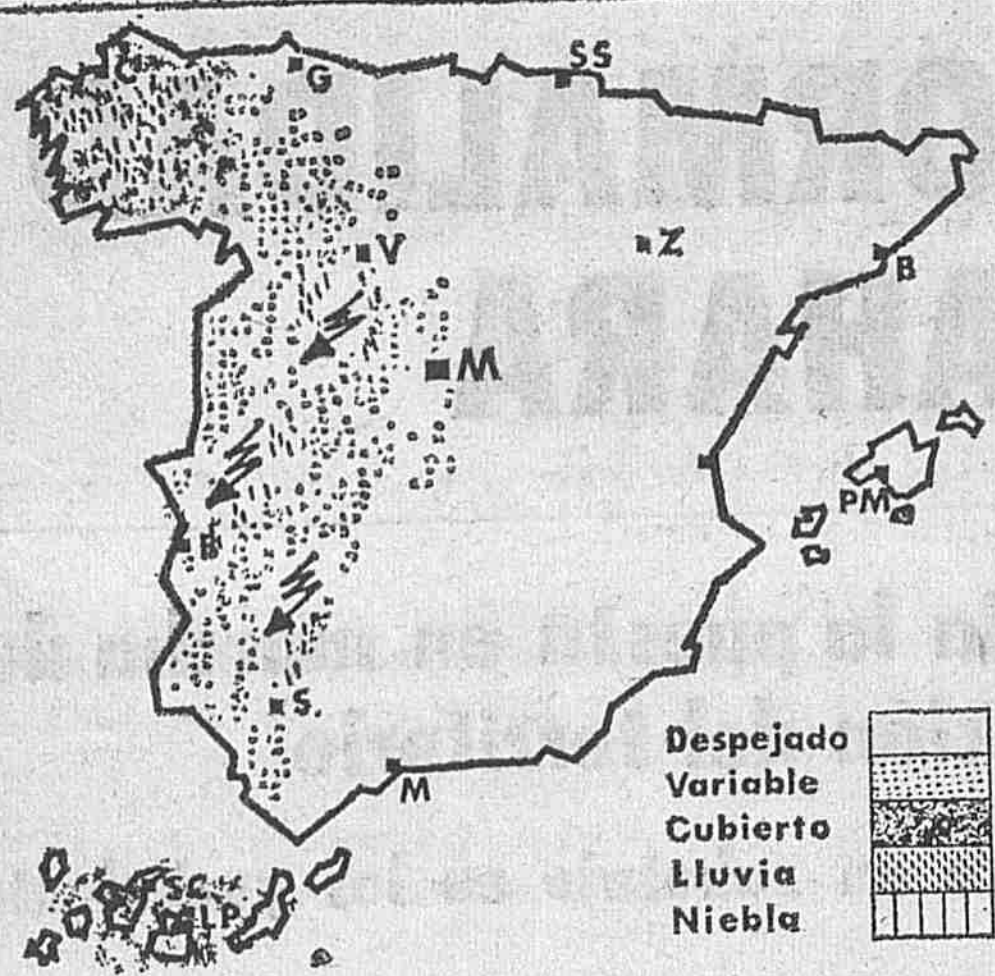 C
G
SS
V
Z
B
M
PM
B
S.
M
SC
LP
Despejado
Variable
Cubierto
Lluvia
Niebla